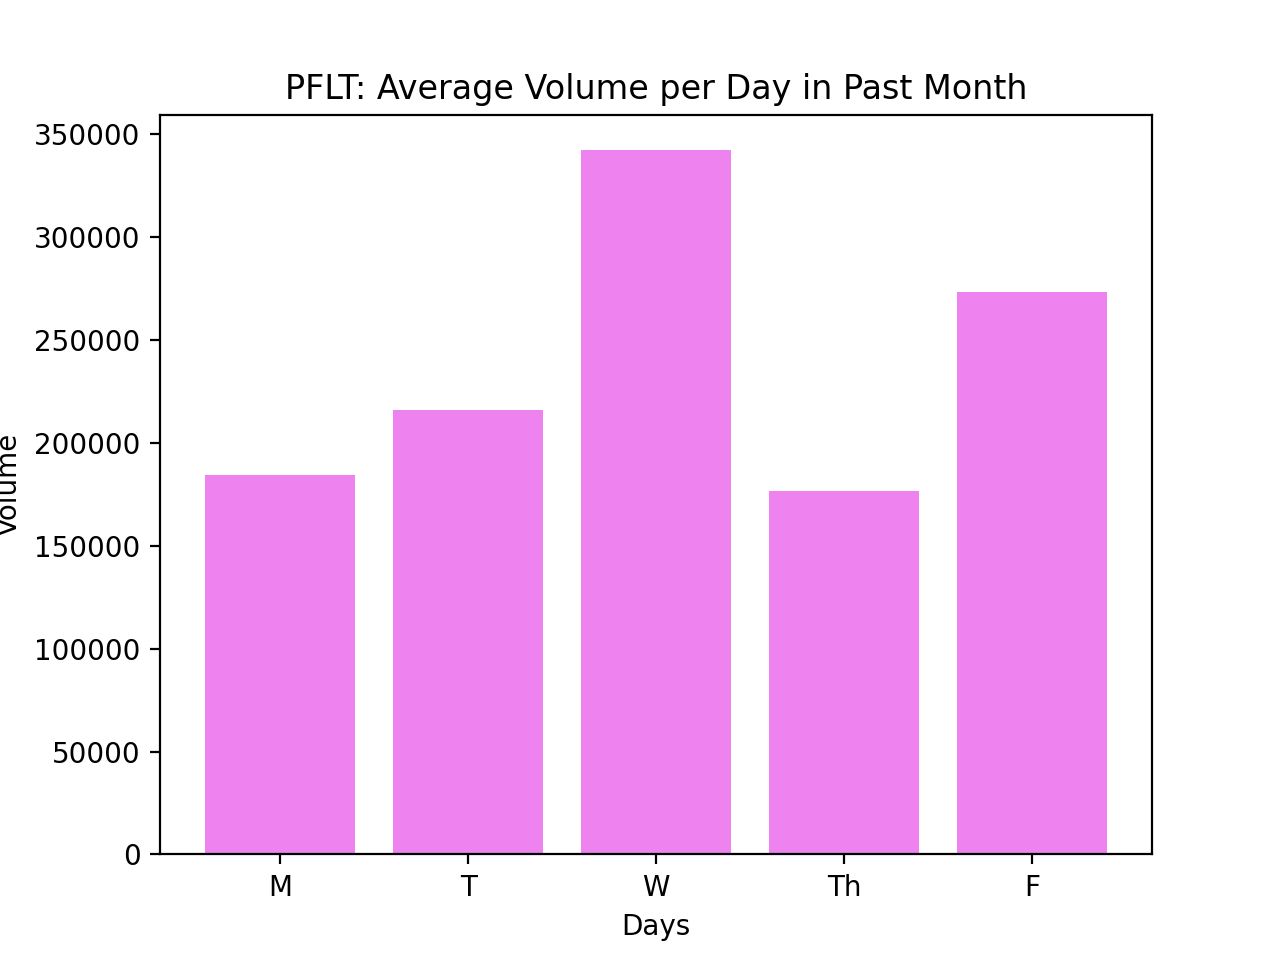 PFLT: Average Volume per Day in Past Month
350000
300000
250000
200000
150000
100000
50000
0
Volume
M T W Th F
Days